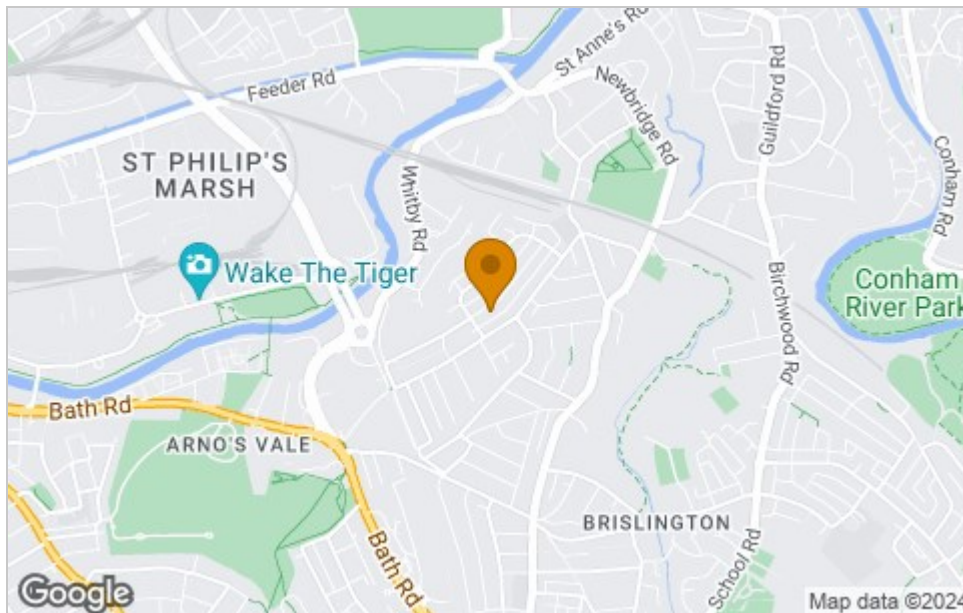 St Anne's Rd
Feeder Rd
Newbridge Rd
Guildford Rd
Conham Rd
ST PHILIP'S
MARSH
Whitby Rd
Wake The Tiger
Birchwood Rd
Conham
River Park
Bath Rd
ARNO'S VALE
Bath Rd
BRISLINGTON
School Rd
Google
Map data ©2024